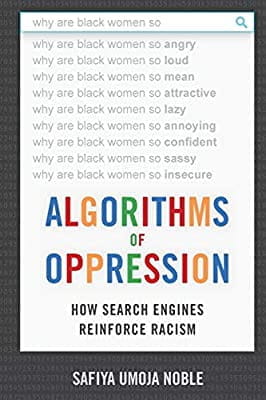 why are black women so
why are black women so angry
why are black women so loud
why are black women so mean
why are black women so attractive
why are black women so lazy
why are black women so annoying
why are black women so confident
why are black women so sassy
why are black women so insecure
ALGORITHMS
OF
OPPRESSION
HOW SEARCH ENGINES
REINFORCE RACISM
SAFIYA UMOJA NOBLE